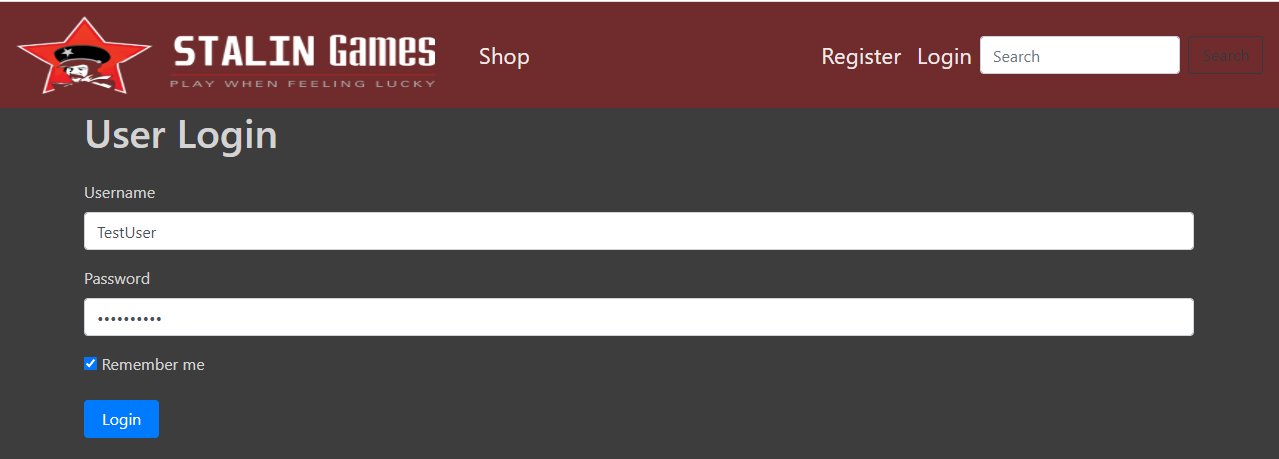 STALIN Games
PLAY WHEN FEELING LUCKY
Shop
Register Login Search Search
User Login
Username
TestUser
Password
••••••••••
Remember me
Login